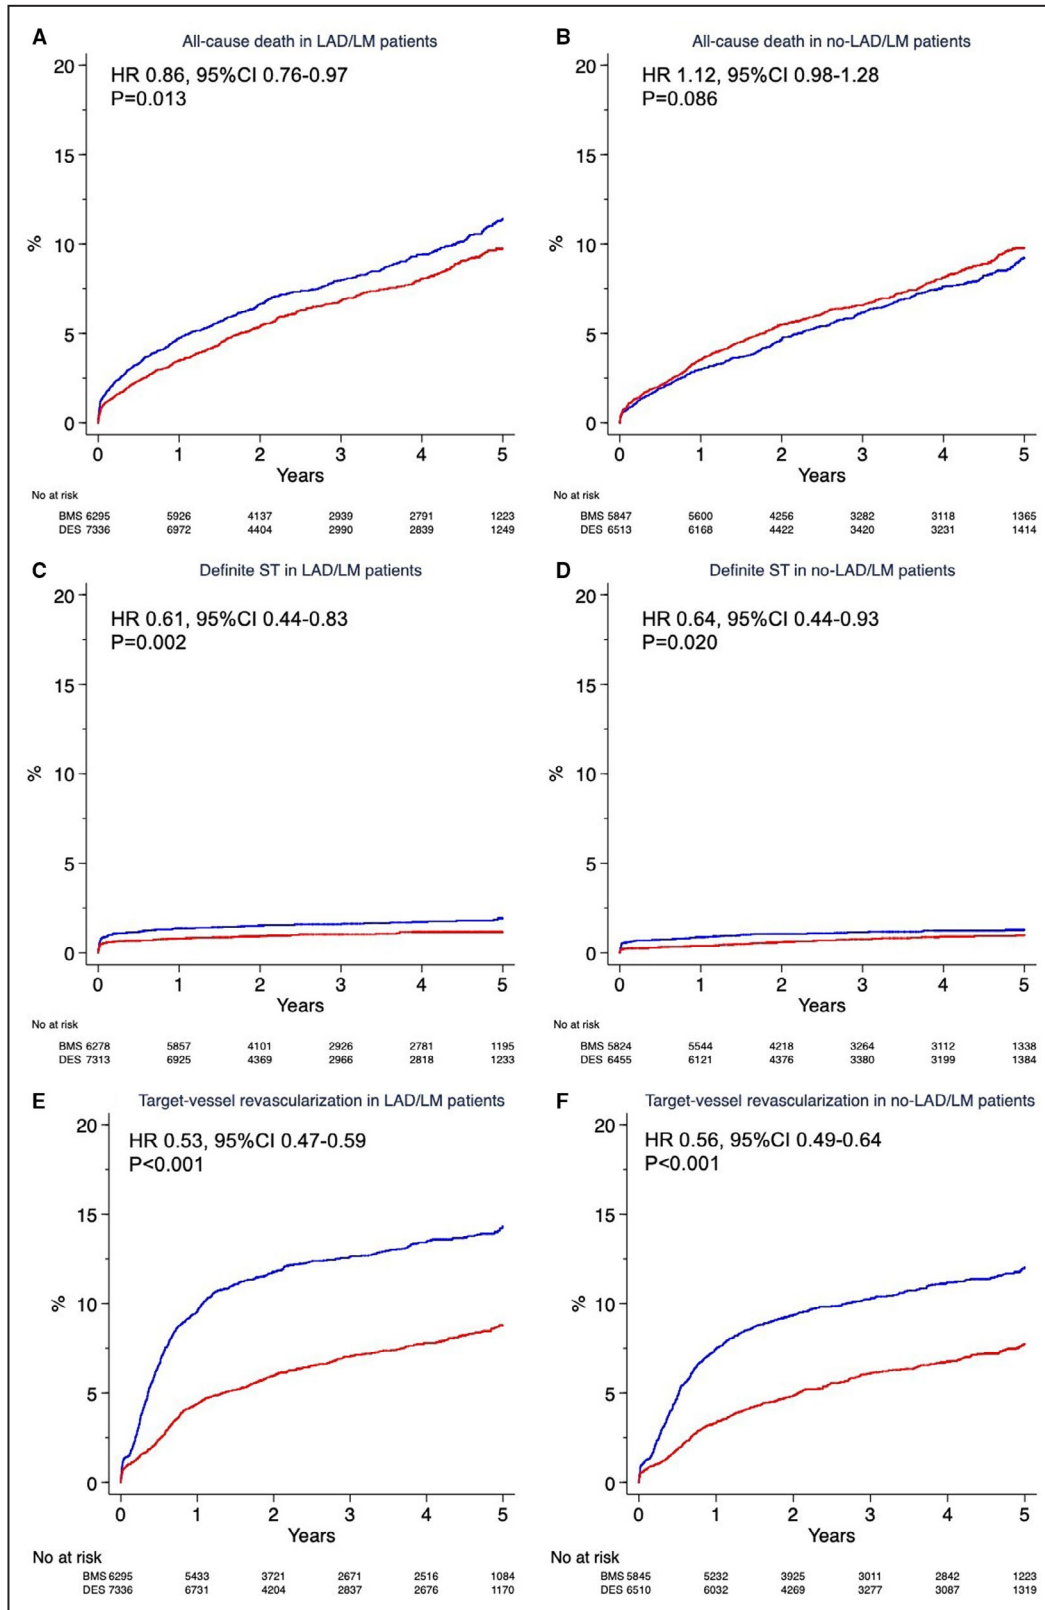 A
All-cause death in LAD/LM patients
HR 0.86, 95%CI 0.76-0.97
P=0.013
20
15
10
5
0
%
0 1 2 3 4 5
Years
No at risk
BMS 6295 5926 4137 2939 2791 1223
DES 7336 6972 4404 2990 2839 1249
B
All-cause death in no-LAD/LM patients
HR 1.12, 95%CI 0.98-1.28
P=0.086
20
15
10
5
0
%
0 1 2 3 4 5
Years
No at risk
BMS 5847 5600 4256 3282 3118 1365
DES 6513 6168 4422 3420 3231 1414
C
Definite ST in LAD/LM patients
HR 0.61, 95%CI 0.44-0.83
P=0.002
20
15
10
5
0
%
0 1 2 3 4 5
Years
No at risk
BMS 6278 5857 4101 2926 2781 1195
DES 7313 6925 4369 2966 2818 1233
D
Definite ST in no-LAD/LM patients
HR 0.64, 95%CI 0.44-0.93
P=0.020
20
15
10
5
0
%
0 1 2 3 4 5
Years
No at risk
BMS 5824 5544 4218 3264 3112 1338
DES 6455 6121 4376 3380 3199 1384
E
Target-vessel revascularization in LAD/LM patients
HR 0.53, 95%CI 0.47-0.59
P<0.001
20
15
10
5
0
%
0 1 2 3 4 5
Years
No at risk
BMS 6295 5433 3721 2671 2516 1084
DES 7336 6731 4204 2837 2676 1170
F
Target-vessel revascularization in no-LAD/LM patients
HR 0.56, 95%CI 0.49-0.64
P<0.001
20
15
10
5
0
%
0 1 2 3 4 5
Years
No at risk
BMS 5845 5232 3925 3011 2842 1223
DES 6510 6032 4269 3277 3087 1319